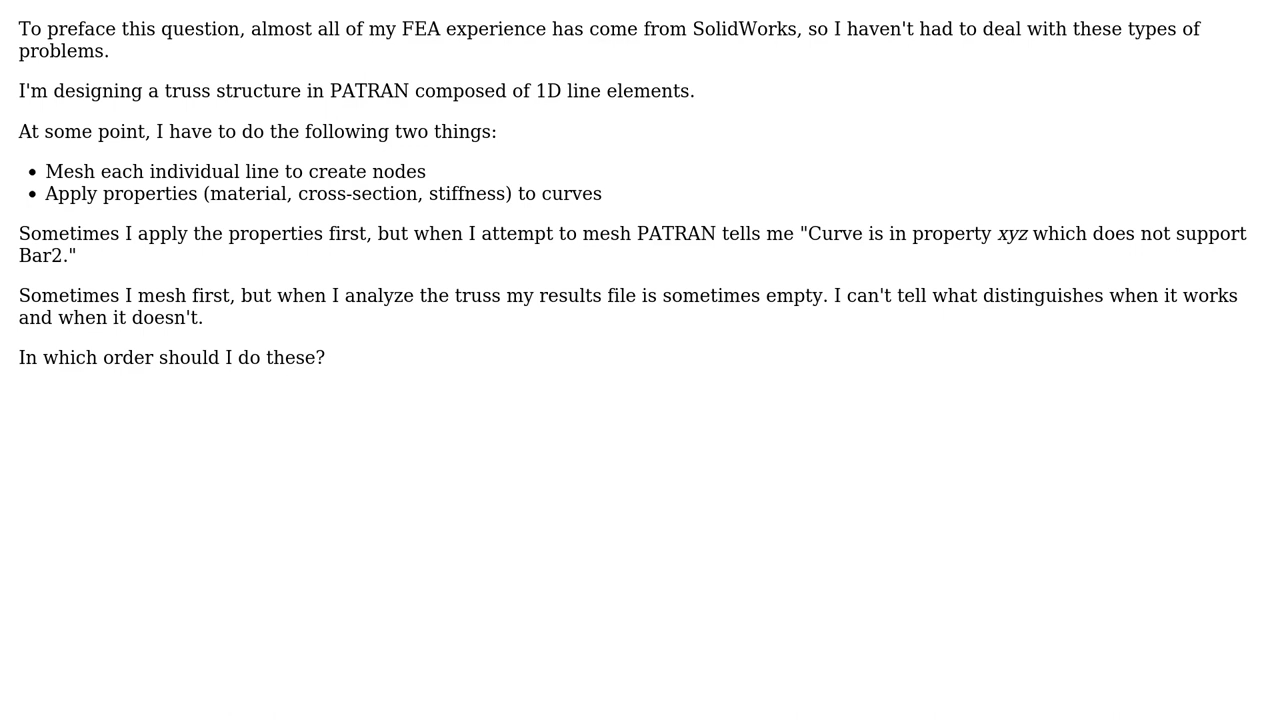 To preface this question, almost all of my FEA experience has come from SolidWorks, so I haven't had to deal with these types of
problems.
I'm designing a truss structure in PATRAN composed of 1D line elements.
At some point, I have to do the following two things:
• Mesh each individual line to create nodes
• Apply properties (material, cross-section, stiffness) to curves
Sometimes I apply the properties first, but when I attempt to mesh PATRAN tells me "Curve is in property xyz which does not support
Bar2."
Sometimes I mesh first, but when I analyze the truss my results file is sometimes empty. I can't tell what distinguishes when it works
and when it doesn't.
In which order should I do these?